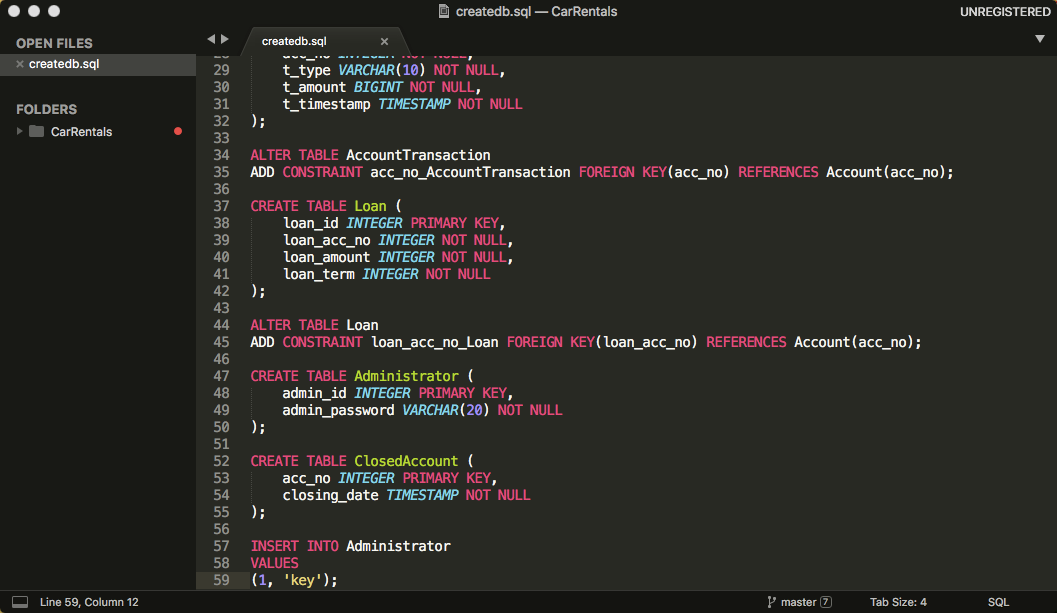 createdb.sql — CarRentals
UNREGISTERED
OPEN FILES
createdb.sql
FOLDERS
CarRentals
createdb.sql
28 acc_no INTEGER NOT NULL,
29 t_type VARCHAR(10) NOT NULL,
30 t_amount BIGINT NOT NULL,
31 t_timestamp TIMESTAMP NOT NULL
32 );
33
34 ALTER TABLE AccountTransaction
35 ADD CONSTRAINT acc_no_AccountTransaction FOREIGN KEY(acc_no) REFERENCES Account(acc_no);
36
37 CREATE TABLE Loan (
38 loan_id INTEGER PRIMARY KEY,
39 loan_acc_no INTEGER NOT NULL,
40 loan_amount INTEGER NOT NULL,
41 loan_term INTEGER NOT NULL
42 );
43
44 ALTER TABLE Loan
45 ADD CONSTRAINT loan_acc_no_Loan FOREIGN KEY(loan_acc_no) REFERENCES Account(acc_no);
46
47 CREATE TABLE Administrator (
48 admin_id INTEGER PRIMARY KEY,
49 admin_password VARCHAR(20) NOT NULL
50 );
51
52 CREATE TABLE ClosedAccount (
53 acc_no INTEGER PRIMARY KEY,
54 closing_date TIMESTAMP NOT NULL
55 );
56
57 INSERT INTO Administrator
58 VALUES
59 (1, 'key');
Line 59, Column 12
master 7
Tab Size: 4
SQL